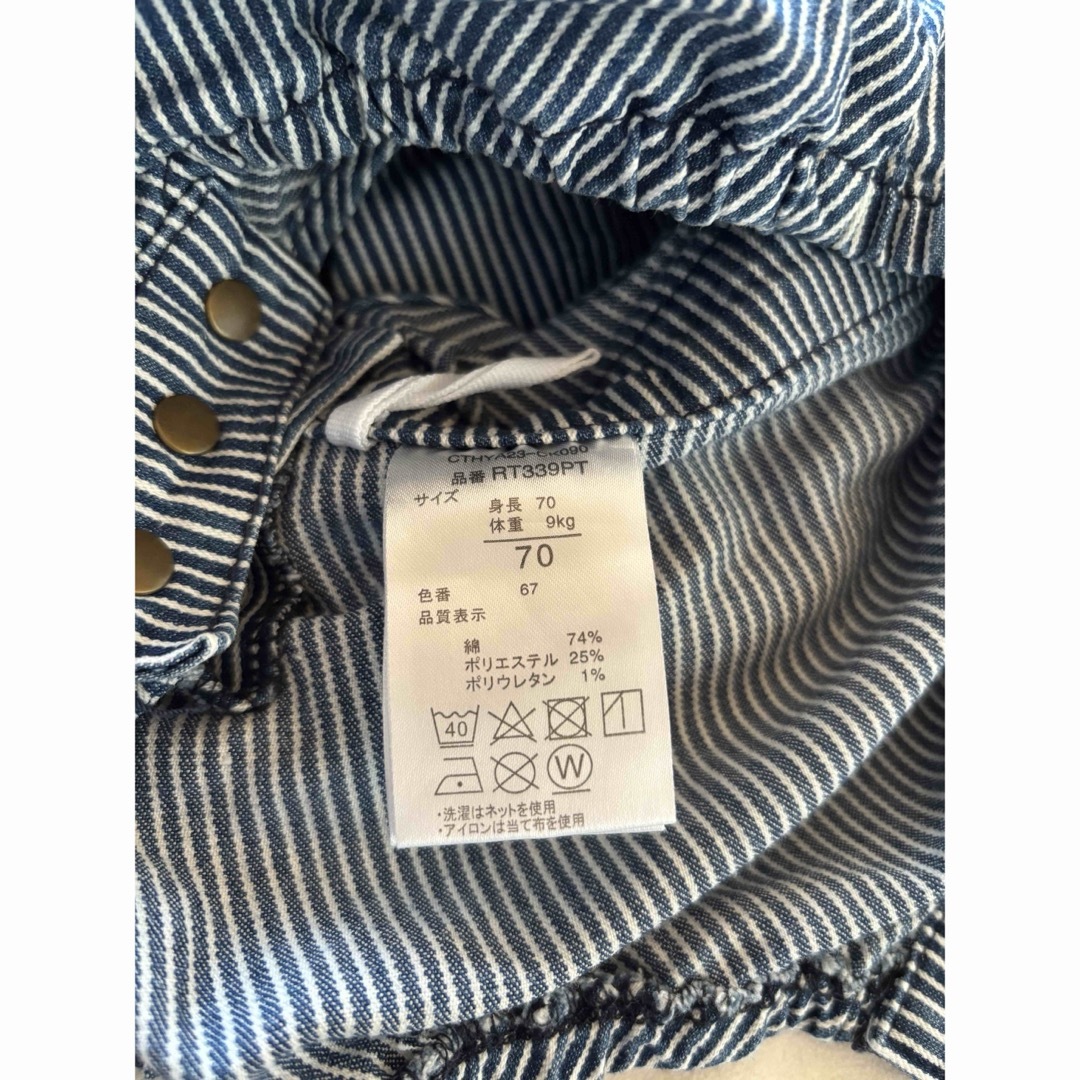 CTHYA23-CK090
品番 RT339PT
サイズ
身長 70
体重 9kg
70
色番 67
品質表示
綿 74%
ポリエステル 25%
ポリウレタン 1%
40
W
・洗濯はネットを使用
・アイロンは当て布を使用